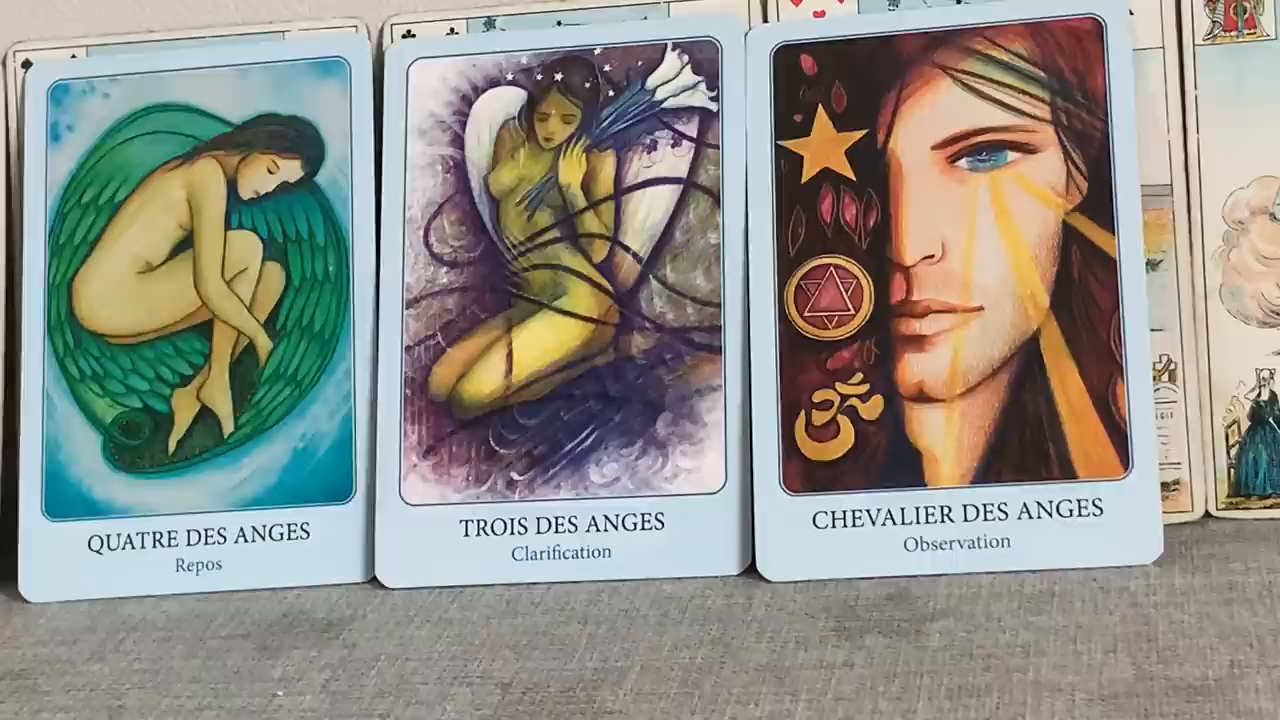 QUATRE DES ANGES
Repos
TROIS DES ANGES
Clarification
CHEVALIER DES ANGES
Observation